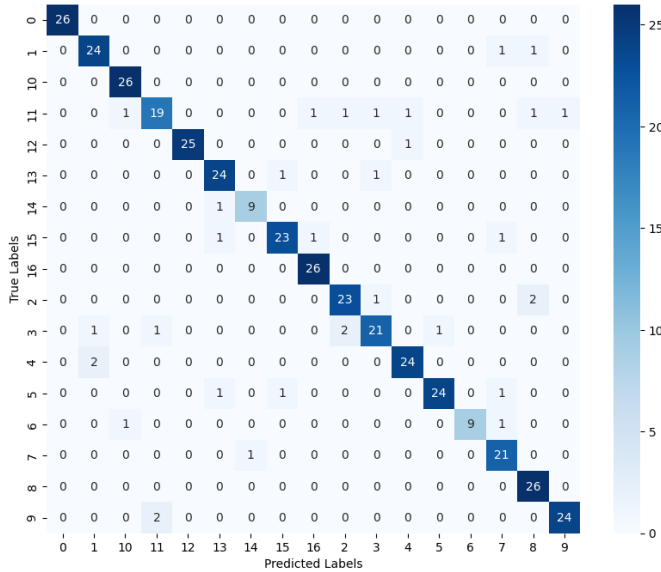 0 26 0 0 0 0 0 0 0 0 0 0 0 0 0 0 0 0
1 0 24 0 0 0 0 0 0 0 0 0 0 0 0 1 1 0
10 0 0 26 0 0 0 0 0 0 0 0 0 0 0 0 0 0
11 0 0 1 19 0 0 0 0 1 1 1 1 0 0 0 1 1
12 0 0 0 0 25 0 0 0 0 0 0 1 0 0 0 0 0
13 0 0 0 0 0 24 0 1 0 0 1 0 0 0 0 0 0
14 0 0 0 0 0 1 9 0 0 0 0 0 0 0 0 0 0
15 0 0 0 0 0 1 0 23 1 0 0 0 0 0 1 0 0
16 0 0 0 0 0 0 0 0 26 0 0 0 0 0 0 0 0
2 0 0 0 0 0 0 0 0 0 23 1 0 0 0 0 2 0
3 0 1 0 1 0 0 0 0 0 2 21 0 1 0 0 0 0
4 0 2 0 0 0 0 0 0 0 0 0 24 0 0 0 0 0
5 0 0 0 0 0 1 0 1 0 0 0 0 24 0 1 0 0
6 0 0 1 0 0 0 0 0 0 0 0 0 0 9 1 0 0
7 0 0 0 0 0 0 1 0 0 0 0 0 0 0 21 0 0
8 0 0 0 0 0 0 0 0 0 0 0 0 0 0 0 26 0
9 0 0 0 2 0 0 0 0 0 0 0 0 0 0 0 0 24
0 1 10 11 12 13 14 15 16 2 3 4 5 6 7 8 9
Predicted Labels
True Labels
25
20
15
10
5
0